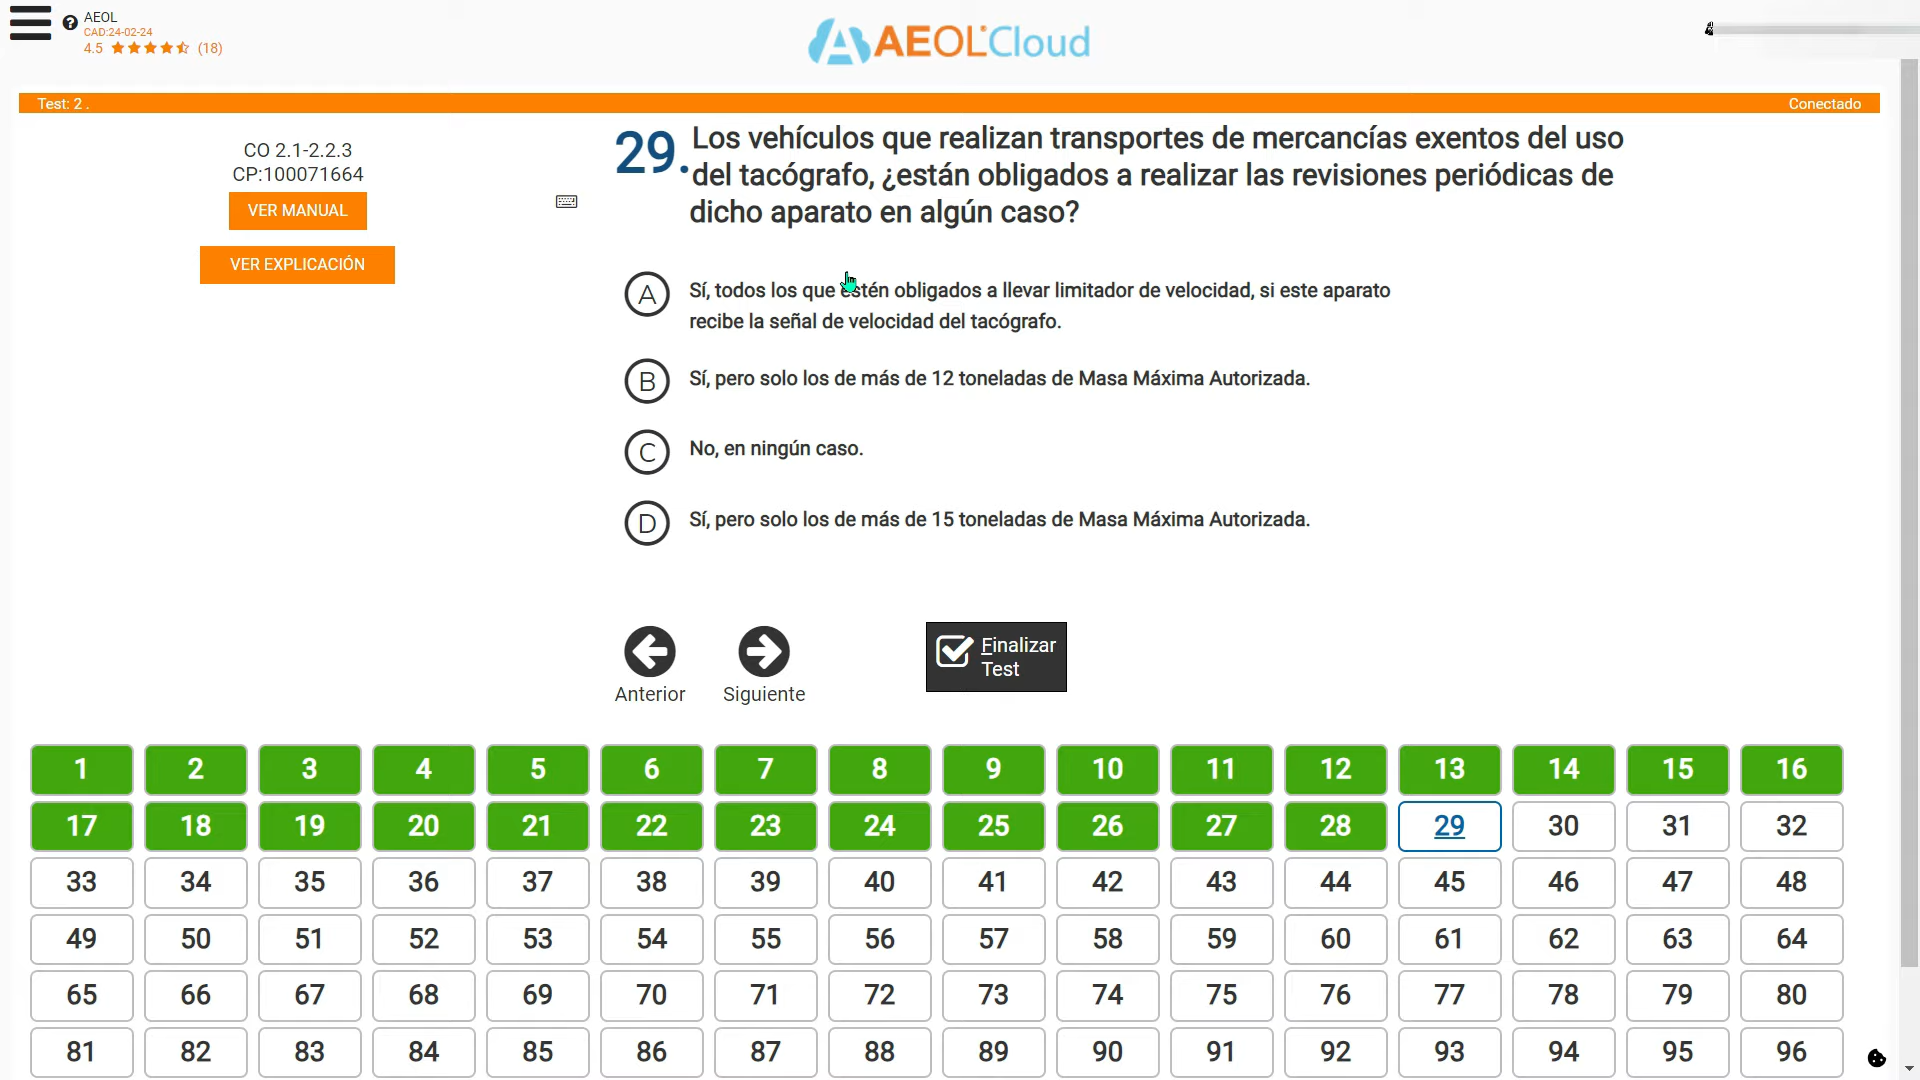 AEOL
CAD:24-02-24
4.5 (18)
AEOLCloud
Test: 2 .
Conectado
CO 2.1-2.2.3
CP:100071664
VER MANUAL
VER EXPLICACIÓN
29. Los vehículos que realizan transportes de mercancías exentos del uso
del tacógrafo, ¿están obligados a realizar las revisiones periódicas de
dicho aparato en algún caso?
A Sí, todos los que estén obligados a llevar limitador de velocidad, si este aparato
recibe la señal de velocidad del tacógrafo.
B Sí, pero solo los de más de 12 toneladas de Masa Máxima Autorizada.
C No, en ningún caso.
D Sí, pero solo los de más de 15 toneladas de Masa Máxima Autorizada.
Anterior
Siguiente
Finalizar
Test
1 2 3 4 5 6 7 8 9 10 11 12 13 14 15 16
17 18 19 20 21 22 23 24 25 26 27 28 29 30 31 32
33 34 35 36 37 38 39 40 41 42 43 44 45 46 47 48
49 50 51 52 53 54 55 56 57 58 59 60 61 62 63 64
65 66 67 68 69 70 71 72 73 74 75 76 77 78 79 80
81 82 83 84 85 86 87 88 89 90 91 92 93 94 95 96